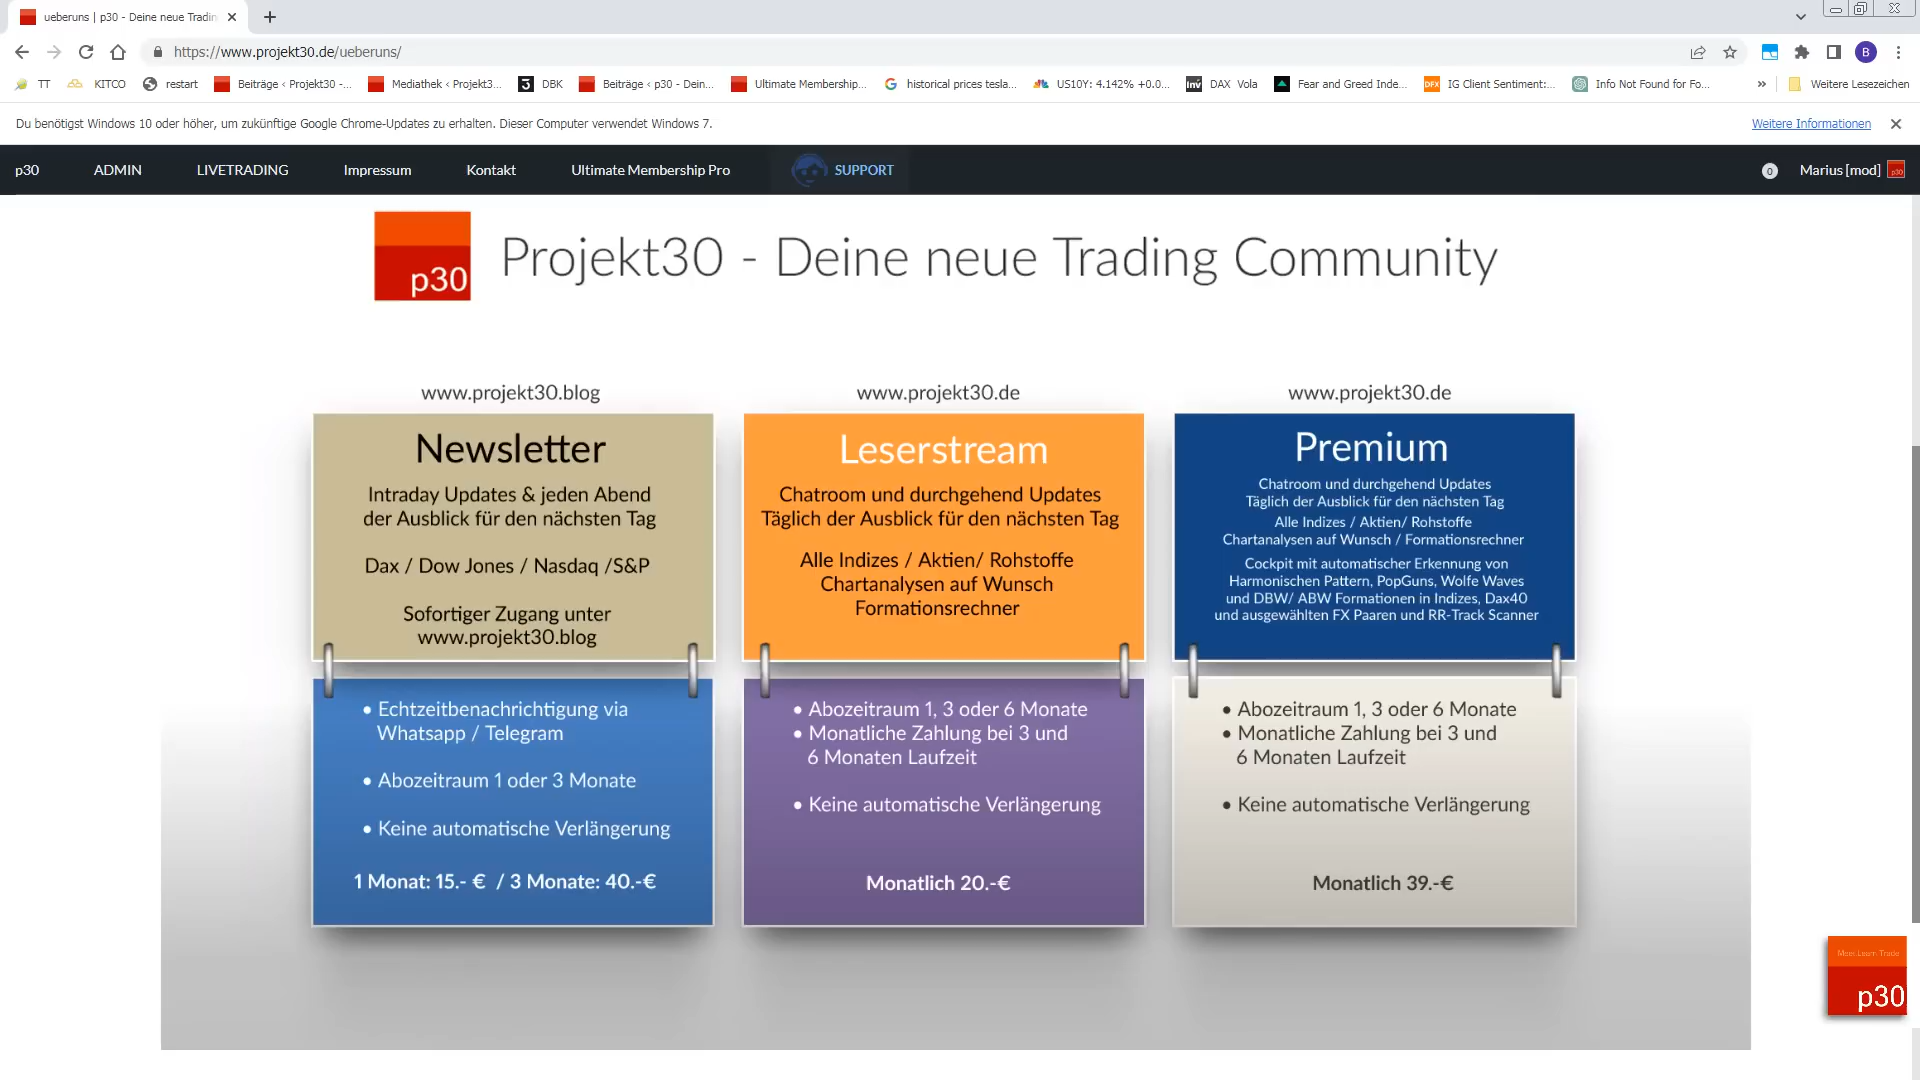 ueberuns | p30 - Deine neue Tradin
https://www.projekt30.de/ueberuns/
B
TT KITCO restart Beiträge ‹ Projekt30 -... Mediathek ‹ Projekt3... DBK Beiträge ‹ p30 - Dein... Ultimate Membership... historical prices tesla... US10Y: 4.142% +0.0... DAX Vola Fear and Greed Inde... IG Client Sentiment:... Info Not Found for Fo... » Weitere Lesezeichen
Du benötigst Windows 10 oder höher, um zukünftige Google Chrome-Updates zu erhalten. Dieser Computer verwendet Windows 7. Weitere Informationen
p30 ADMIN LIVETRADING Impressum Kontakt Ultimate Membership Pro SUPPORT 0 Marius [mod]
p30 Projekt30 - Deine neue Trading Community
www.projekt30.blog
Newsletter
Intraday Updates & jeden Abend
der Ausblick für den nächsten Tag
Dax / Dow Jones / Nasdaq /S&P
Sofortiger Zugang unter
www.projekt30.blog
• Echtzeitbenachrichtigung via
Whatsapp / Telegram
• Abozeitraum 1 oder 3 Monate
• Keine automatische Verlängerung
1 Monat: 15.- € / 3 Monate: 40.-€
www.projekt30.de
Leserstream
Chatroom und durchgehend Updates
Täglich der Ausblick für den nächsten Tag
Alle Indizes / Aktien/ Rohstoffe
Chartanalysen auf Wunsch
Formationsrechner
• Abozeitraum 1, 3 oder 6 Monate
• Monatliche Zahlung bei 3 und
6 Monaten Laufzeit
• Keine automatische Verlängerung
Monatlich 20.-€
www.projekt30.de
Premium
Chatroom und durchgehend Updates
Täglich der Ausblick für den nächsten Tag
Alle Indizes / Aktien/ Rohstoffe
Chartanalysen auf Wunsch / Formationsrechner
Cockpit mit automatischer Erkennung von
Harmonischen Pattern, PopGuns, Wolfe Waves
und DBW/ ABW Formationen in Indizes, Dax40
und ausgewählten FX Paaren und RR-Track Scanner
• Abozeitraum 1, 3 oder 6 Monate
• Monatliche Zahlung bei 3 und
6 Monaten Laufzeit
• Keine automatische Verlängerung
Monatlich 39.-€
Meet Learn Trade
p30